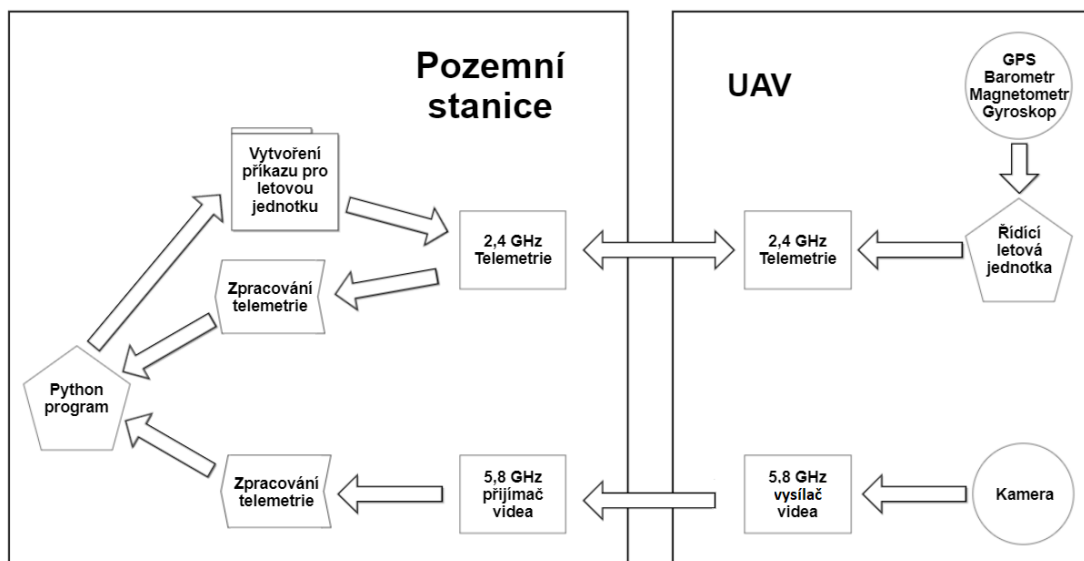 Pozemní
stanice
UAV
GPS
Barometr
Magnetometr
Gyroskop
Vytvoření
příkazu pro
letovou
jednotku
2,4 GHz
Telemetrie
2,4 GHz
Telemetrie
Řídící
letová
jednotka
Zpracování
telemetrie
Python
program
Zpracování
telemetrie
5,8 GHz
přijímač
videa
5,8 GHz
vysílač
videa
Kamera